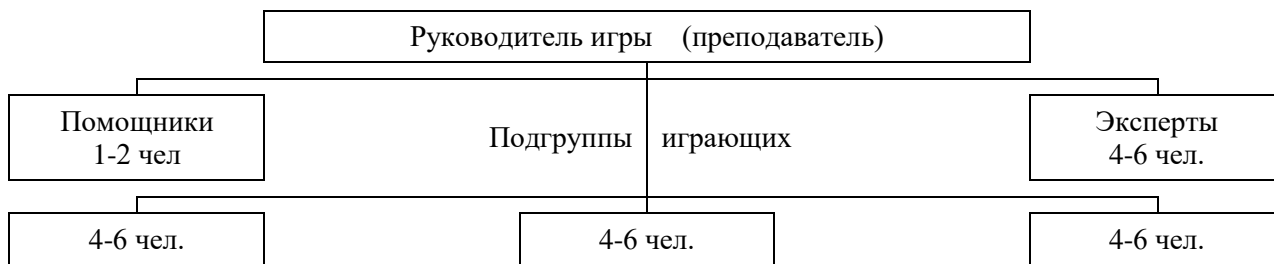 Руководитель игры (преподаватель)
Помощники
1-2 чел
Подгруппы играющих
Эксперты
4-6 чел.
4-6 чел.
4-6 чел.
4-6 чел.